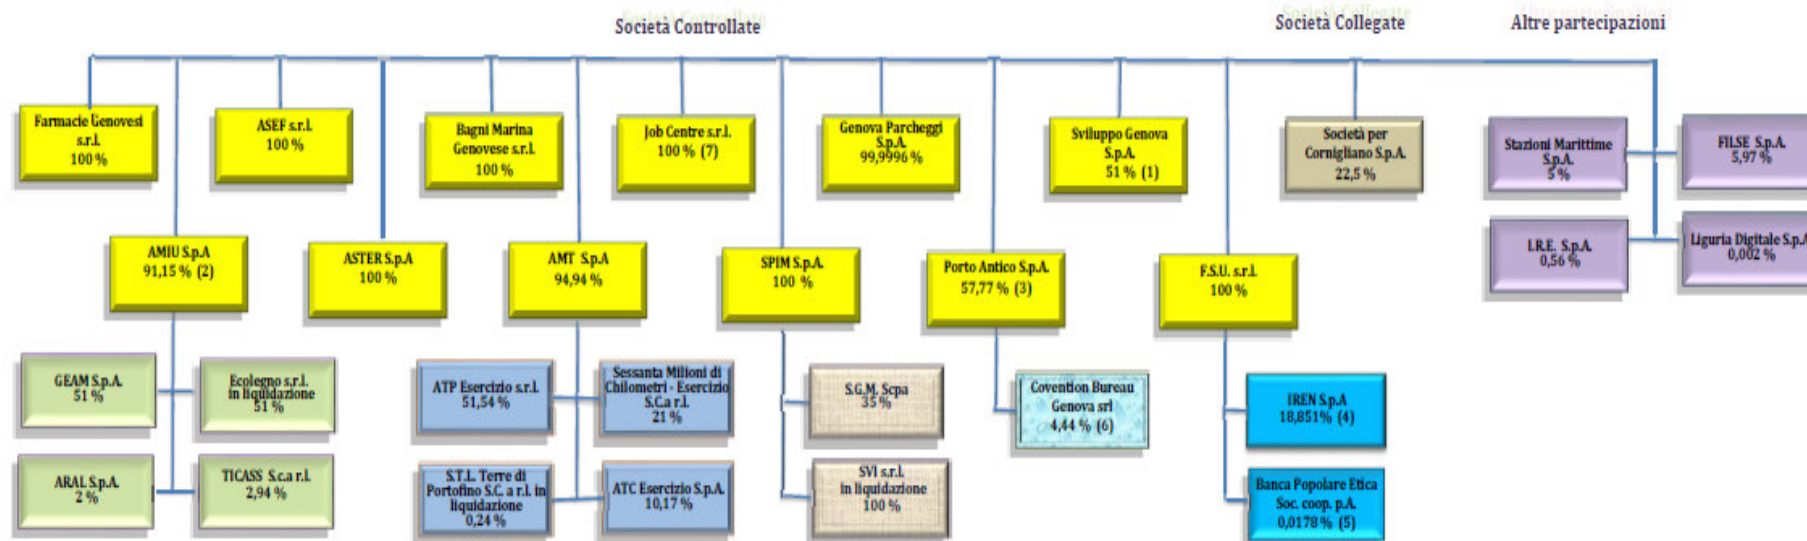 Società Controllate
Società Collegate
Altre partecipazioni
Farmacie Genovesi
s.r.l.
100 %
ASEF s.r.l.
100 %
Bagni Marina
Genovese s.r.l.
100 %
Job Centre s.r.l.
100 % (7)
Genova Parcheggi
S.p.A.
99,9996 %
Sviluppo Genova
S.p.A.
51 % (1)
Società per
Cornigliano S.p.A.
22,5 %
Stazioni Marittime
S.p.A.
5 %
FILSE S.p.A.
5,97 %
AMIU S.p.A
91,15 % (2)
ASTER S.p.A
100 %
AMT S.p.A
94,94 %
SPIM S.p.A.
100 %
Porto Antico S.p.A.
57,77 % (3)
F.S.U. s.r.l.
100 %
I.R.E. S.p.A.
0,56 %
Liguria Digitale S.p.A
0,002 %
GEAM S.p.A.
51 %
Ecolegno s.r.l.
in liquidazione
51 %
ATP Esercizio s.r.l.
51,54 %
Sessanta Milioni di
Chilometri - Esercizio
S.C.a r.l.
21 %
S.G.M. Scpa
35 %
Covention Bureau
Genova srl
4,44 % (6)
IREN S.p.A
18,851% (4)
ARAL S.p.A.
2 %
TICASS S.c.a r.l.
2,94 %
S.T.L. Terre di
Portofino S.C. a r.l. in
liquidazione
0,24 %
ATC Esercizio S.p.A.
10,17 %
SVI s.r.l.
in liquidazione
100 %
Banca Popolare Etica
Soc. coop. p.A.
0,0178 % (5)